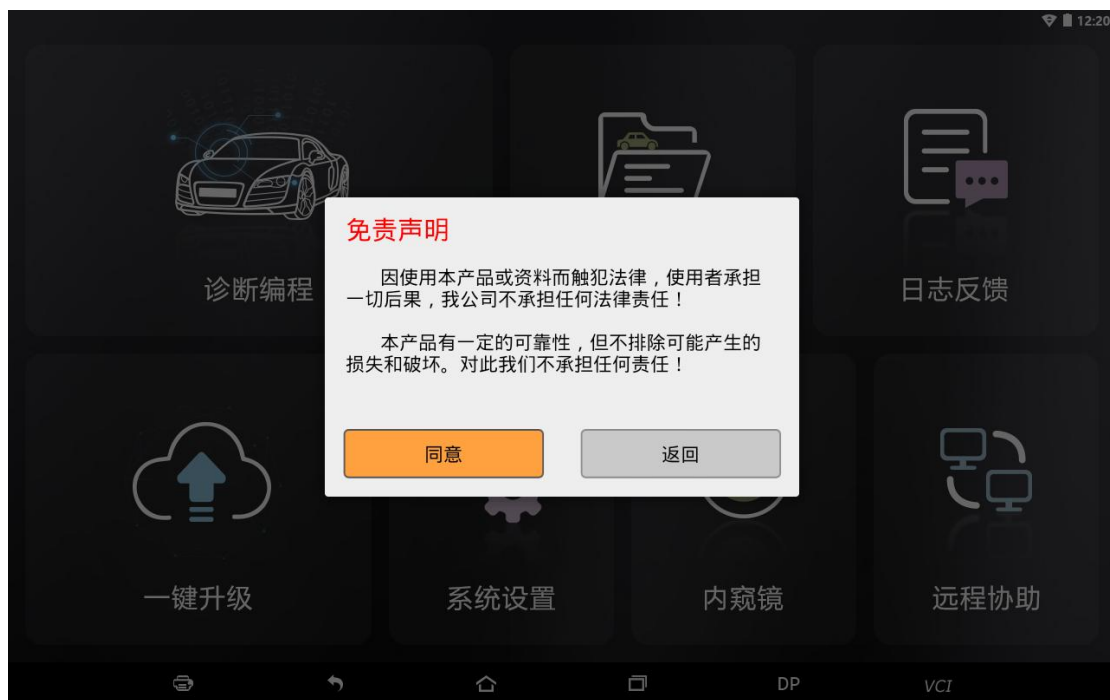 12:20
免责声明
因使用本产品或资料而触犯法律，使用者承担
一切后果，我公司不承担任何法律责任！
本产品有一定的可靠性，但不排除可能产生的
损失和破坏。对此我们不承担任何责任！
同意
返回
诊断编程
日志反馈
一键升级
系统设置
内窥镜
远程协助
DP
VCI